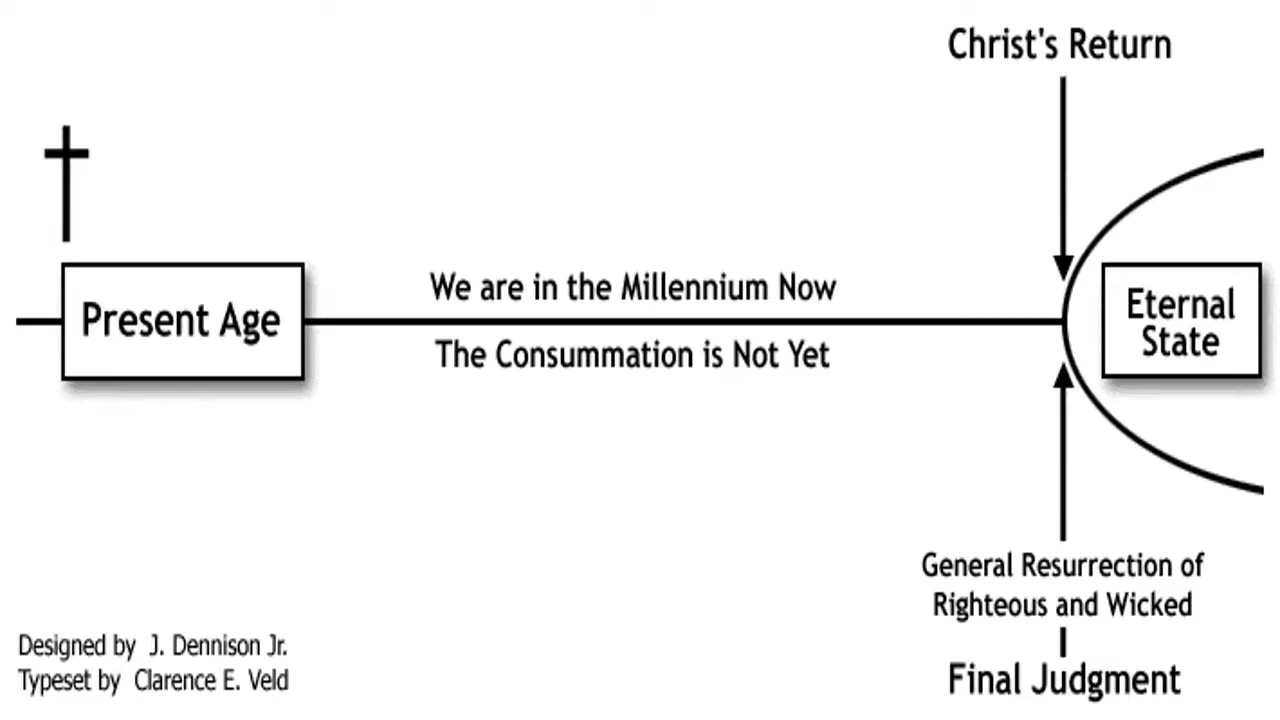 Christ's Return
Present Age
We are in the Millennium Now
The Consummation is Not Yet
Eternal
State
General Resurrection of
Righteous and Wicked
Final Judgment
Designed by J. Dennison Jr.
Typeset by Clarence E. Veld